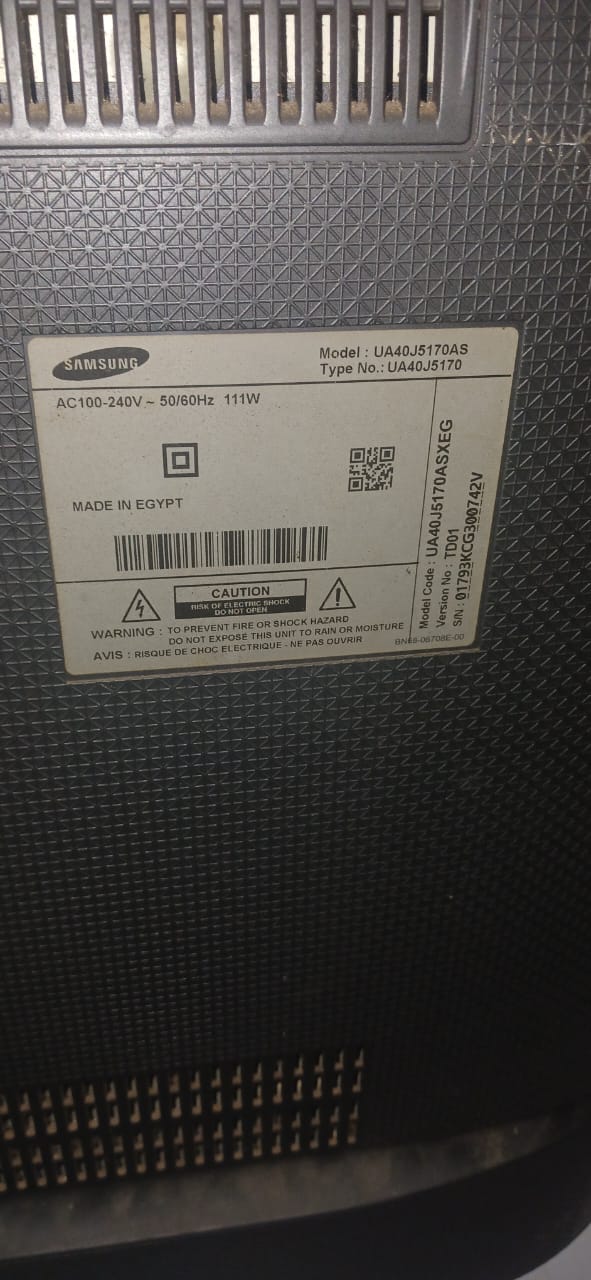 SAMSUNG
Model : UA40J5170AS
Type No.: UA40J5170
AC100-240V ~ 50/60Hz 111W
MADE IN EGYPT
Model Code : UA40J5170ASXEG
Version No : TD01
S/N : 01793KCG300742V
CAUTION
RISK OF ELECTRIC SHOCK
DO NOT OPEN
WARNING : TO PREVENT FIRE OR SHOCK HAZARD
DO NOT EXPOSE THIS UNIT TO RAIN OR MOISTURE
AVIS : RISQUE DE CHOC ELECTRIQUE - NE PAS OUVRIR